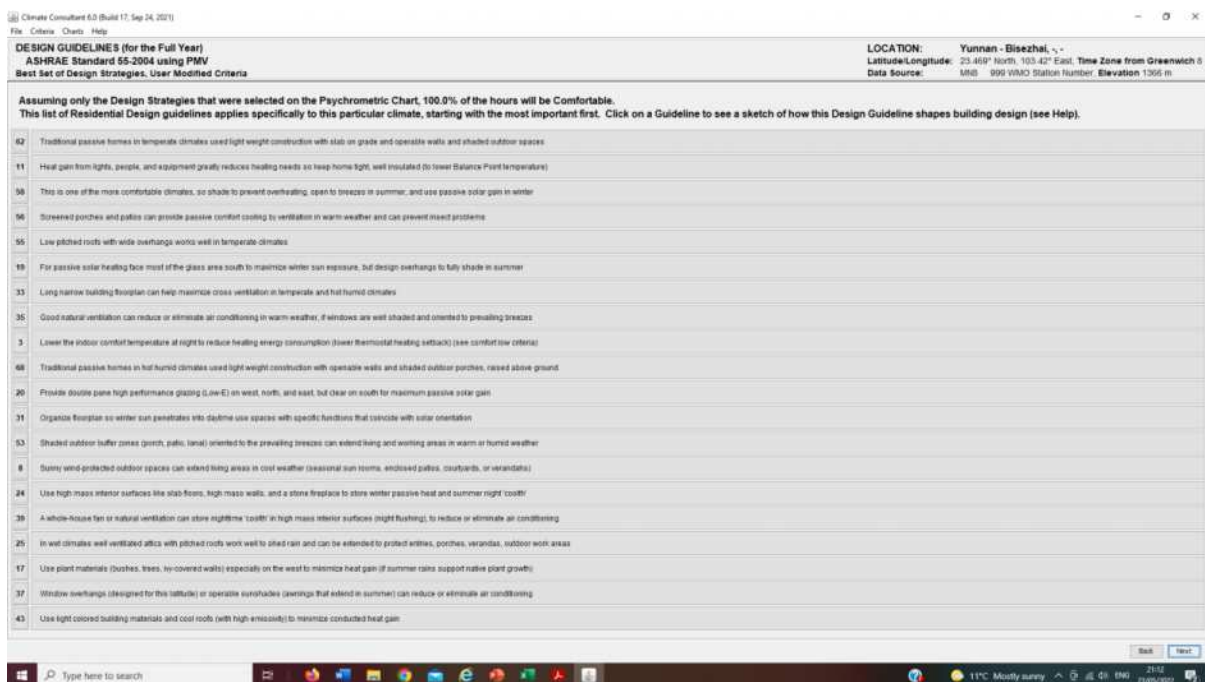 Climate Consultant 6.0 (Build 17, Sep 24, 2021)
File Criteria Charts Help
DESIGN GUIDELINES (for the Full Year)
ASHRAE Standard 55-2004 using PMV
Best Set of Design Strategies, User Modified Criteria
LOCATION: Yunnan - Bisezhai, -, -
Latitude/Longitude: 23.469° North, 103.42° East, Time Zone from Greenwich 8
Data Source: MN8 999 WMO Station Number, Elevation 1366 m
Assuming only the Design Strategies that were selected on the Psychrometric Chart, 100.0% of the hours will be Comfortable.
This list of Residential Design guidelines applies specifically to this particular climate, starting with the most important first. Click on a Guideline to see a sketch of how this Design Guideline shapes building design (see Help).
62 Traditional passive homes in temperate climates used light weight construction with slab on grade and operable walls and shaded outdoor spaces
11 Heat gain from lights, people, and equipment greatly reduces heating needs so keep home tight, well insulated (to lower Balance Point temperature)
58 This is one of the more comfortable climates, so shade to prevent overheating, open to breezes in summer, and use passive solar gain in winter
56 Screened porches and patios can provide passive comfort cooling by ventilation in warm weather and can prevent insect problems
55 Low pitched roofs with wide overhangs works well in temperate climates
19 For passive solar heating face most of the glass area south to maximize winter sun exposure, but design overhangs to fully shade in summer
33 Long narrow building floorplan can help maximize cross ventilation in temperate and hot humid climates
35 Good natural ventilation can reduce or eliminate air conditioning in warm weather, if windows are well shaded and oriented to prevailing breezes
3 Lower the indoor comfort temperature at night to reduce heating energy consumption (lower thermostat heating setback) (see comfort low criteria)
68 Traditional passive homes in hot humid climates used light weight construction with openable walls and shaded outdoor porches, raised above ground
20 Provide double pane high performance glazing (Low-E) on west, north, and east, but clear on south for maximum passive solar gain
31 Organize floorplan so winter sun penetrates into daytime use spaces with specific functions that coincide with solar orientation
53 Shaded outdoor buffer zones (porch, patio, lanai) oriented to the prevailing breezes can extend living and working areas in warm or humid weather
8 Sunny wind-protected outdoor spaces can extend living areas in cool weather (seasonal sun rooms, enclosed patios, courtyards, or verandahs)
24 Use high mass interior surfaces like slab floors, high mass walls, and a stone fireplace to store winter passive heat and summer night 'coolth'
39 A whole-house fan or natural ventilation can store nighttime 'coolth' in high mass interior surfaces (night flushing), to reduce or eliminate air conditioning
25 In wet climates well ventilated attics with pitched roofs work well to shed rain and can be extended to protect entries, porches, verandas, outdoor work areas
17 Use plant materials (bushes, trees, ivy-covered walls) especially on the west to minimize heat gain (if summer rains support native plant growth)
37 Window overhangs (designed for this latitude) or operable sunshades (awnings that extend in summer) can reduce or eliminate air conditioning
43 Use light colored building materials and cool roofs (with high emissivity) to minimize conducted heat gain
Back Next
Type here to search
11°C Mostly sunny
ENG
21:52
23/05/2022